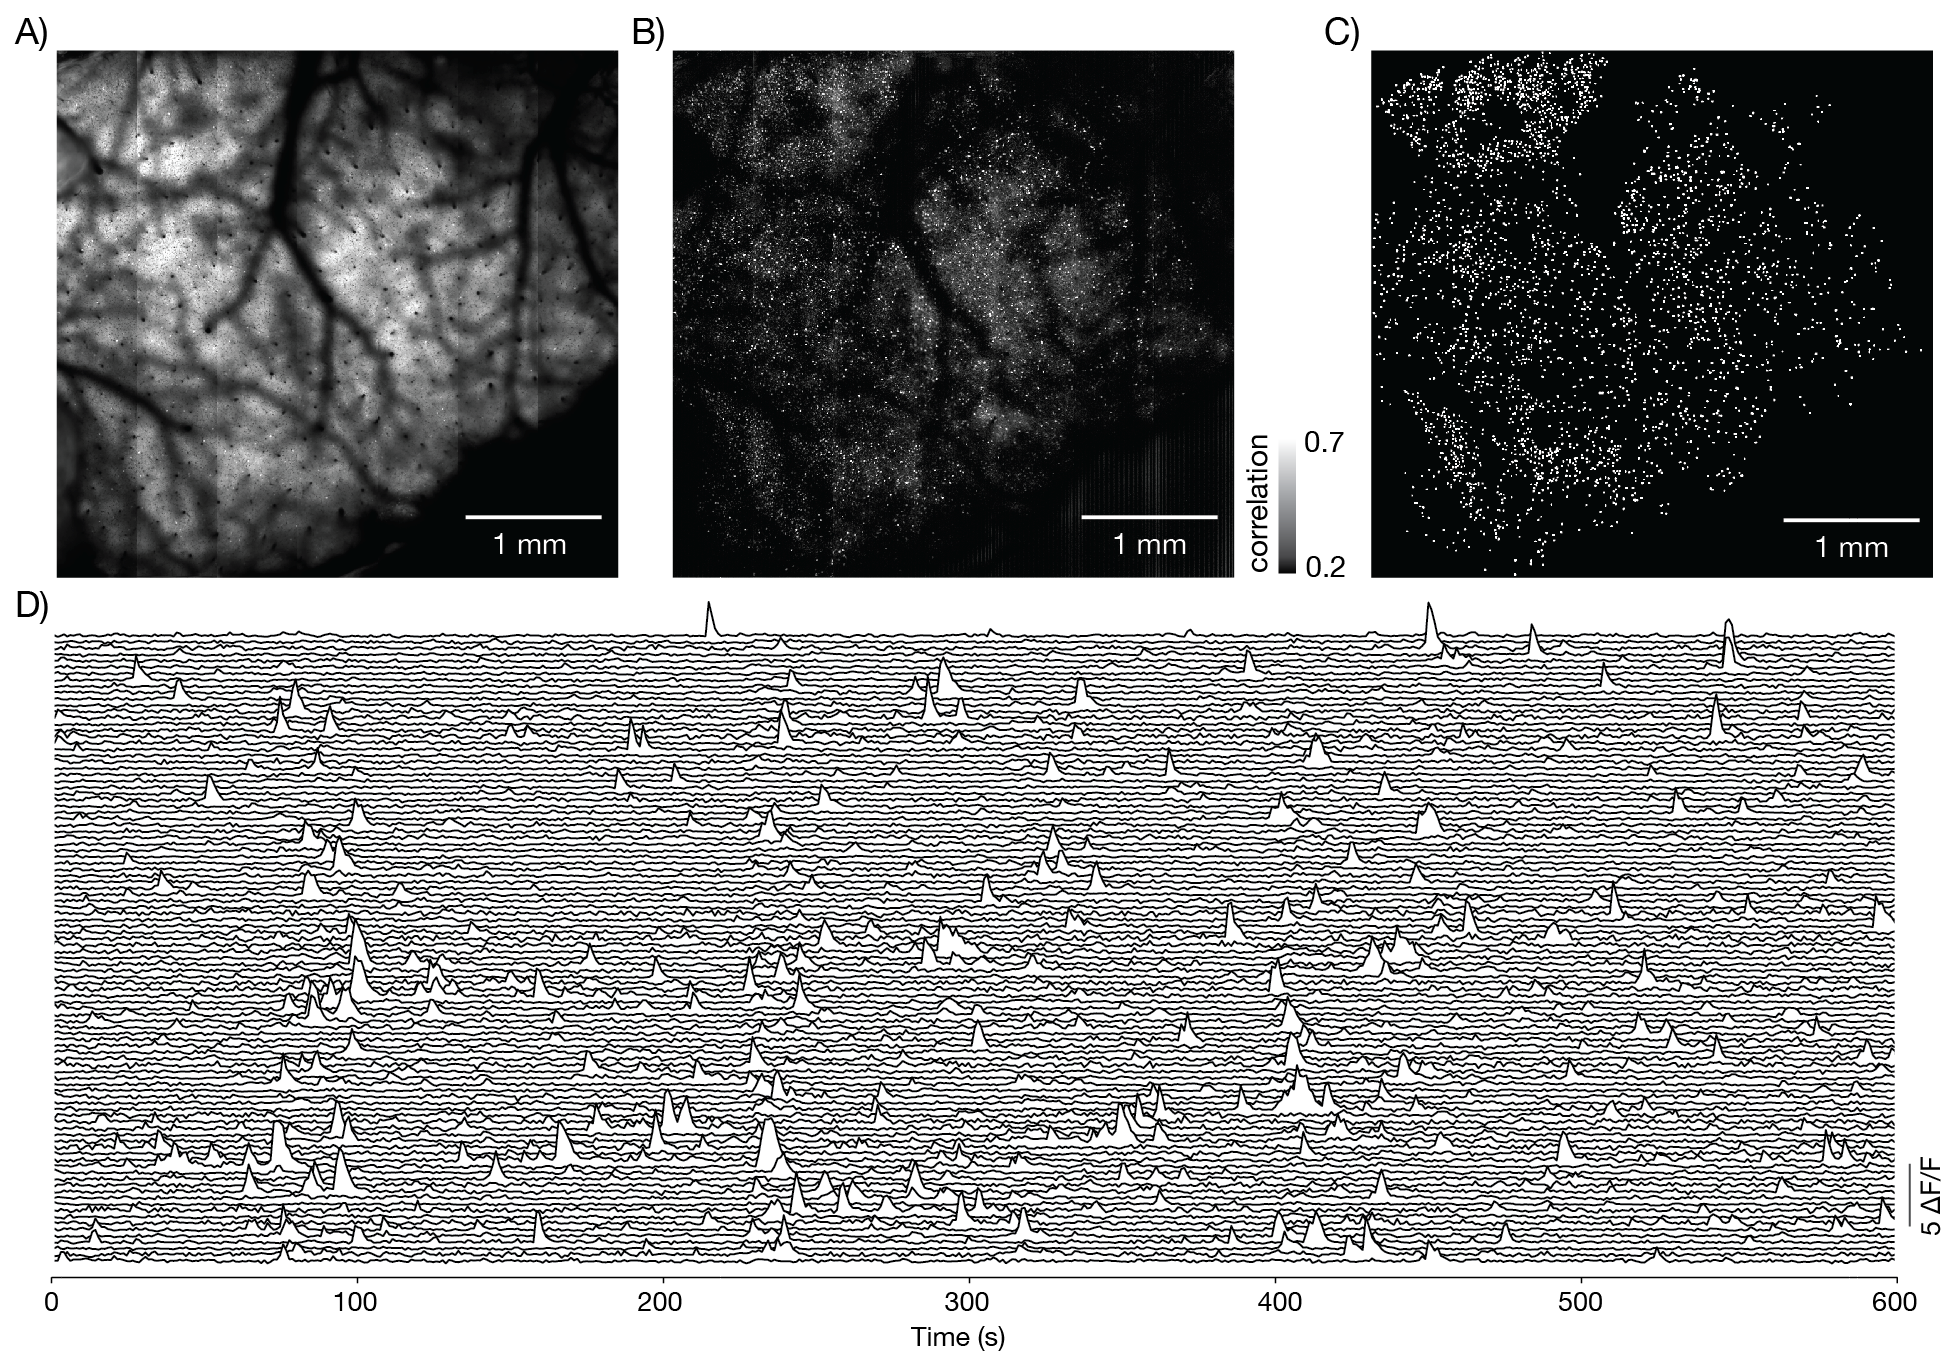 A)
B)
C)
1 mm
1 mm
correlation
0.7
0.2
1 mm
D)
5 ΔF/F
0
100
200
300
400
500
600
Time (s)